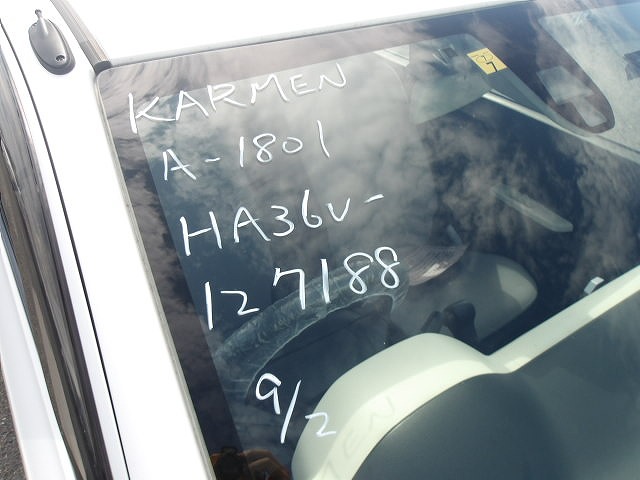 KARMEN
A-1801
HA36V-
127188
9/2